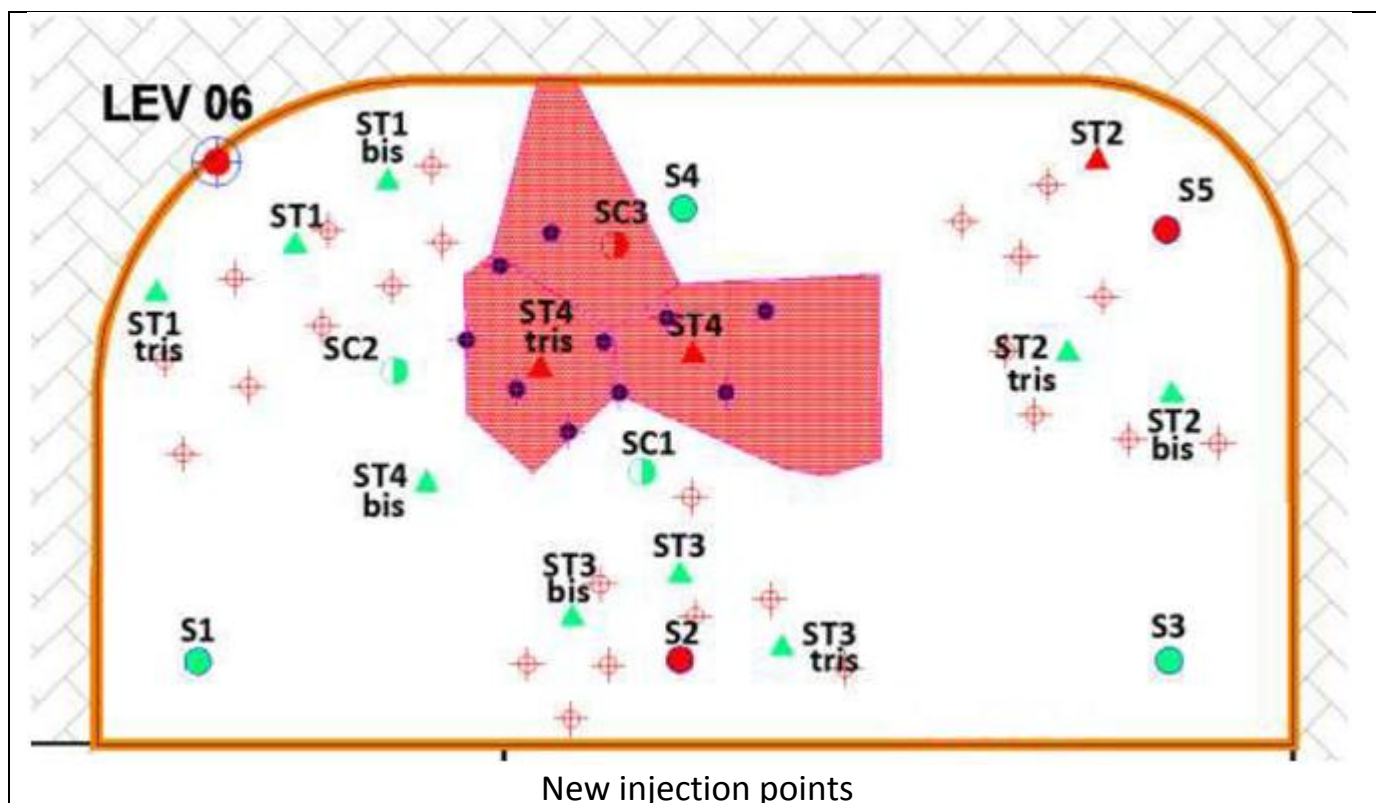 LEV 06
ST1
bis
ST2
S4
S5
ST1
SC3
ST1
tris
ST4
tris
ST4
SC2
ST2
tris
ST2
bis
SC1
ST4
bis
ST3
ST3
bis
S1
S2
ST3
tris
S3
New injection points